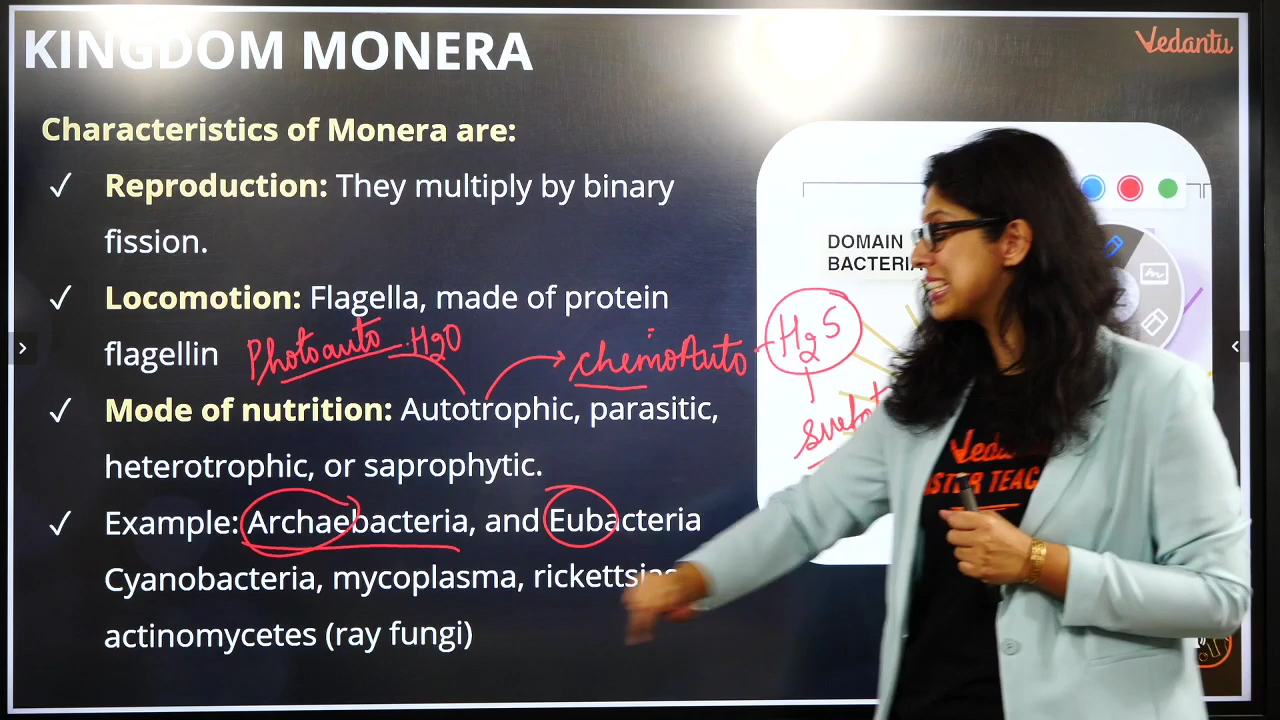 KINGDOM MONERA
Vedantu
Characteristics of Monera are:
✓ Reproduction: They multiply by binary
fission.
✓ Locomotion: Flagella, made of protein
flagellin
Photoauto - H2O
chemoAuto - H2S
✓ Mode of nutrition: Autotrophic, parasitic,
heterotrophic, or saprophytic.
✓ Example: Archaebacteria, and Eubacteria
Cyanobacteria, mycoplasma, rickettsias
actinomycetes (ray fungi)
DOMAIN
BACTERIA